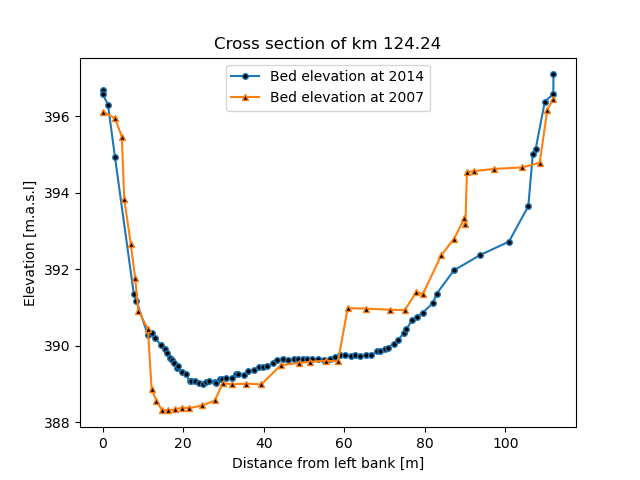 Cross section of km 124.24
Bed elevation at 2014
Bed elevation at 2007
Elevation [m.a.s.l]
396
394
392
390
388
0 20 40 60 80 100
Distance from left bank [m]